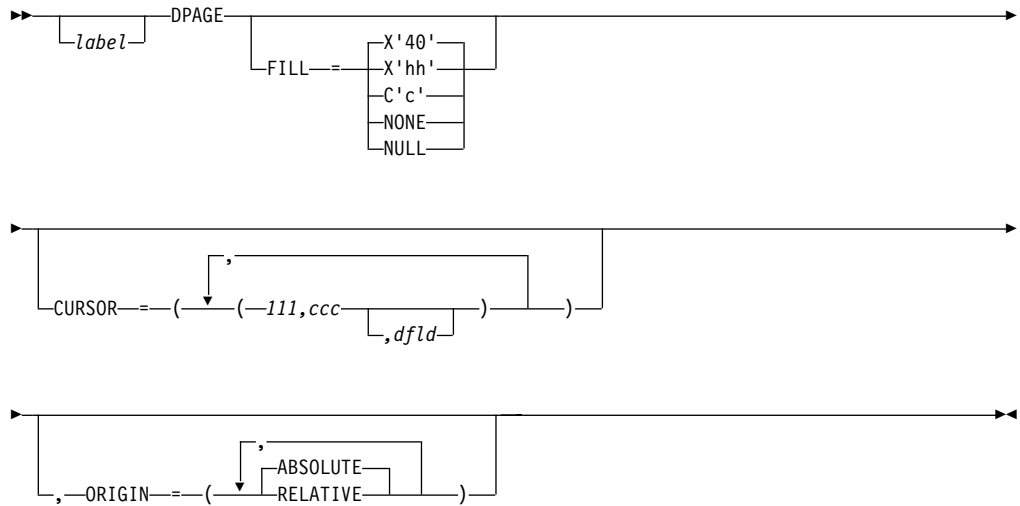 DPAGE
label
X'40'
FILL = X'hh'
C'c'
NONE
NULL
,
CURSOR = ( ( 111,ccc ) )
,dfld
,
ABSOLUTE
, ORIGIN = ( RELATIVE )